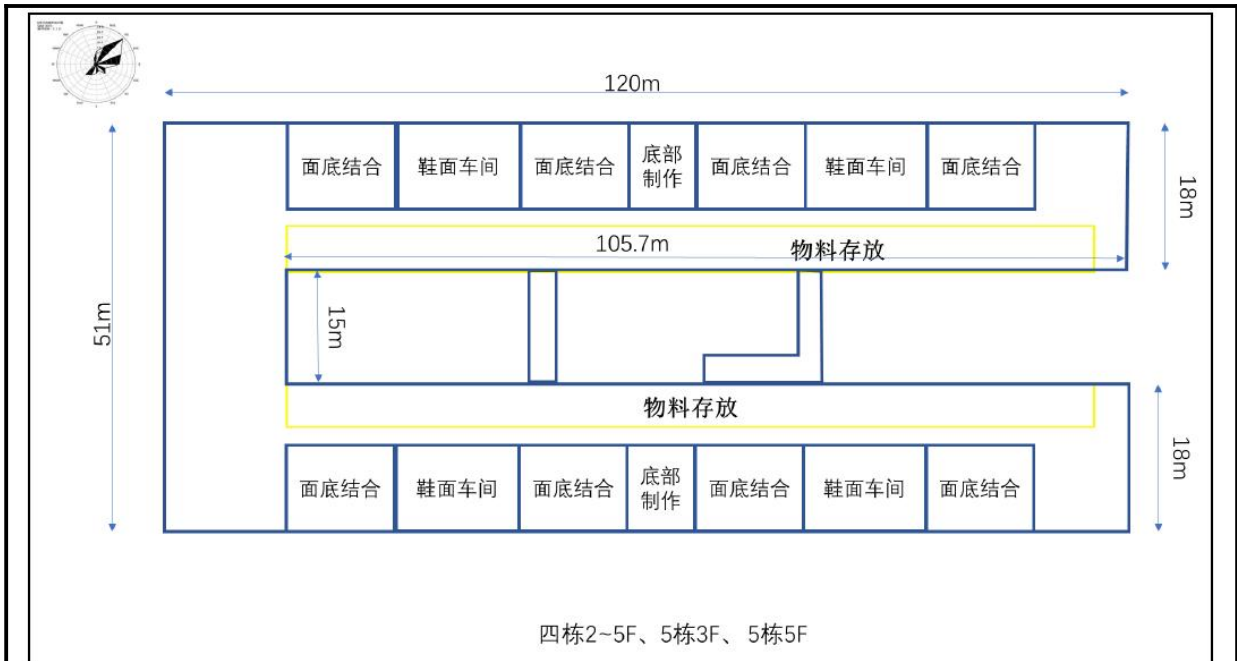 120m
面底结合 鞋面车间 面底结合 底部制作 面底结合 鞋面车间 面底结合
18m
105.7m 物料存放
51m
15m
物料存放
18m
面底结合 鞋面车间 面底结合 底部制作 面底结合 鞋面车间 面底结合
四栋2~5F、5栋3F、 5栋5F